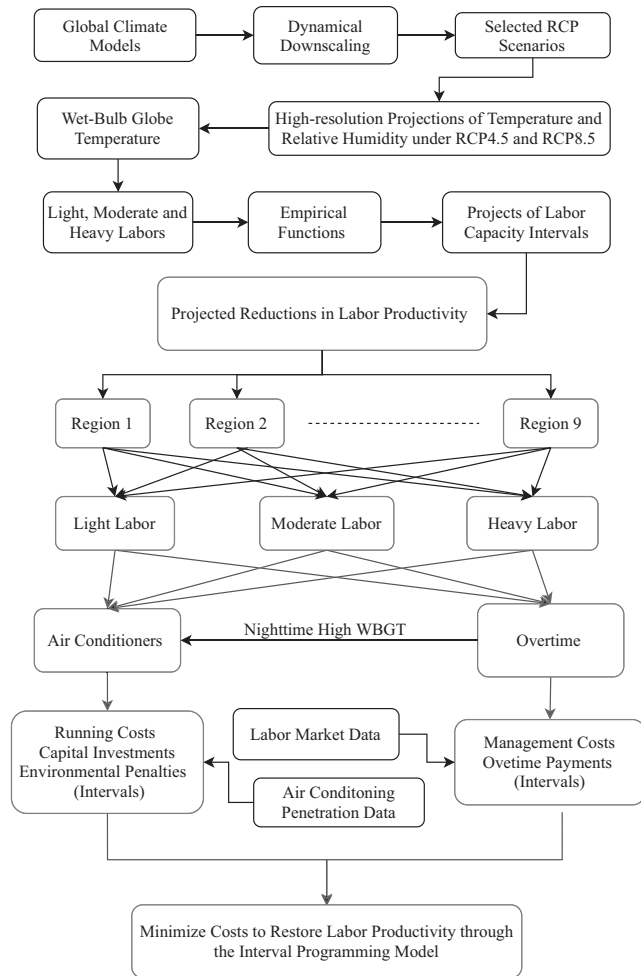 Global Climate
Models
Dynamical
Downscaling
Selected RCP
Scenarios
Wet-Bulb Globe
Temperature
High-resolution Projections of Temperature and
Relative Humidity under RCP4.5 and RCP8.5
Light, Moderate and
Heavy Labors
Empirical
Functions
Projects of Labor
Capacity Intervals
Projected Reductions in Labor Productivity
Region 1
Region 2
Region 9
Light Labor
Moderate Labor
Heavy Labor
Air Conditioners
Nighttime High WBGT
Overtime
Running Costs
Capital Investments
Environmental Penalties
(Intervals)
Labor Market Data
Air Conditoning
Penetration Data
Management Costs
Ovetime Payments
(Intervals)
Minimize Costs to Restore Labor Productivity through
the Interval Programming Model